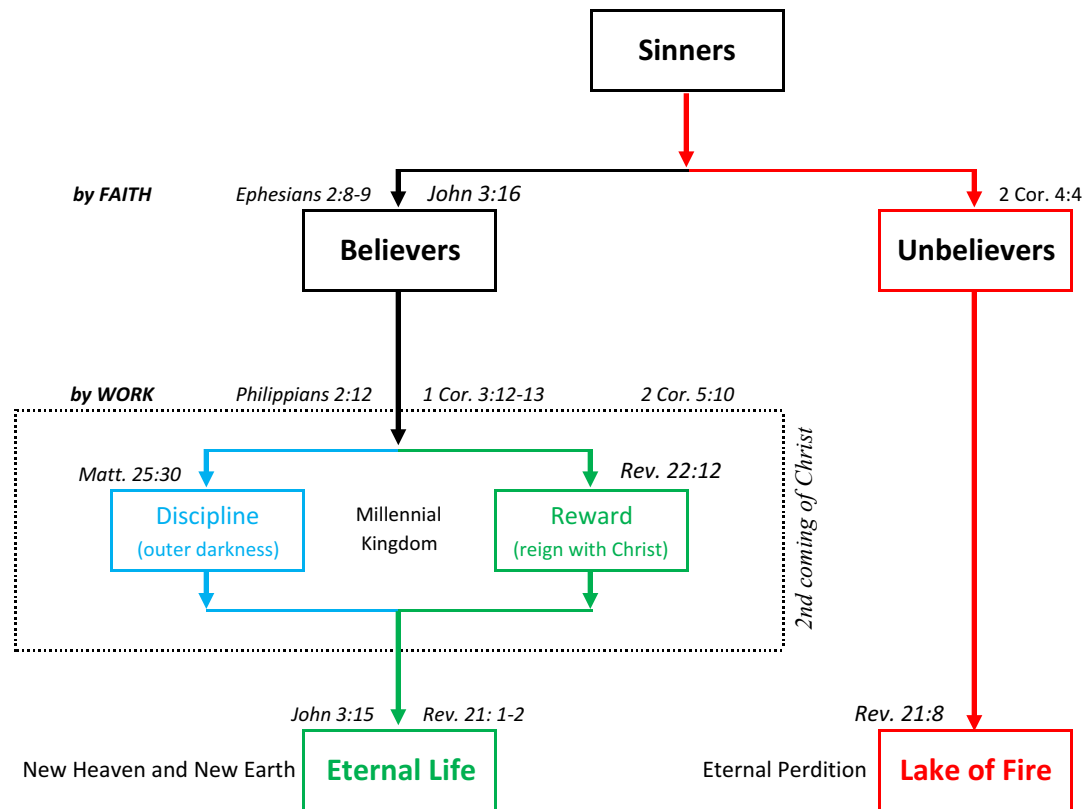 Sinners
by FAITH
Ephesians 2:8-9
John 3:16
2 Cor. 4:4
Believers
Unbelievers
by WORK
Philippians 2:12
1 Cor. 3:12-13
2 Cor. 5:10
Matt. 25:30
Rev. 22:12
Discipline
(outer darkness)
Millennial
Kingdom
Reward
(reign with Christ)
2nd coming of Christ
John 3:15
Rev. 21: 1-2
Rev. 21:8
New Heaven and New Earth
Eternal Life
Eternal Perdition
Lake of Fire